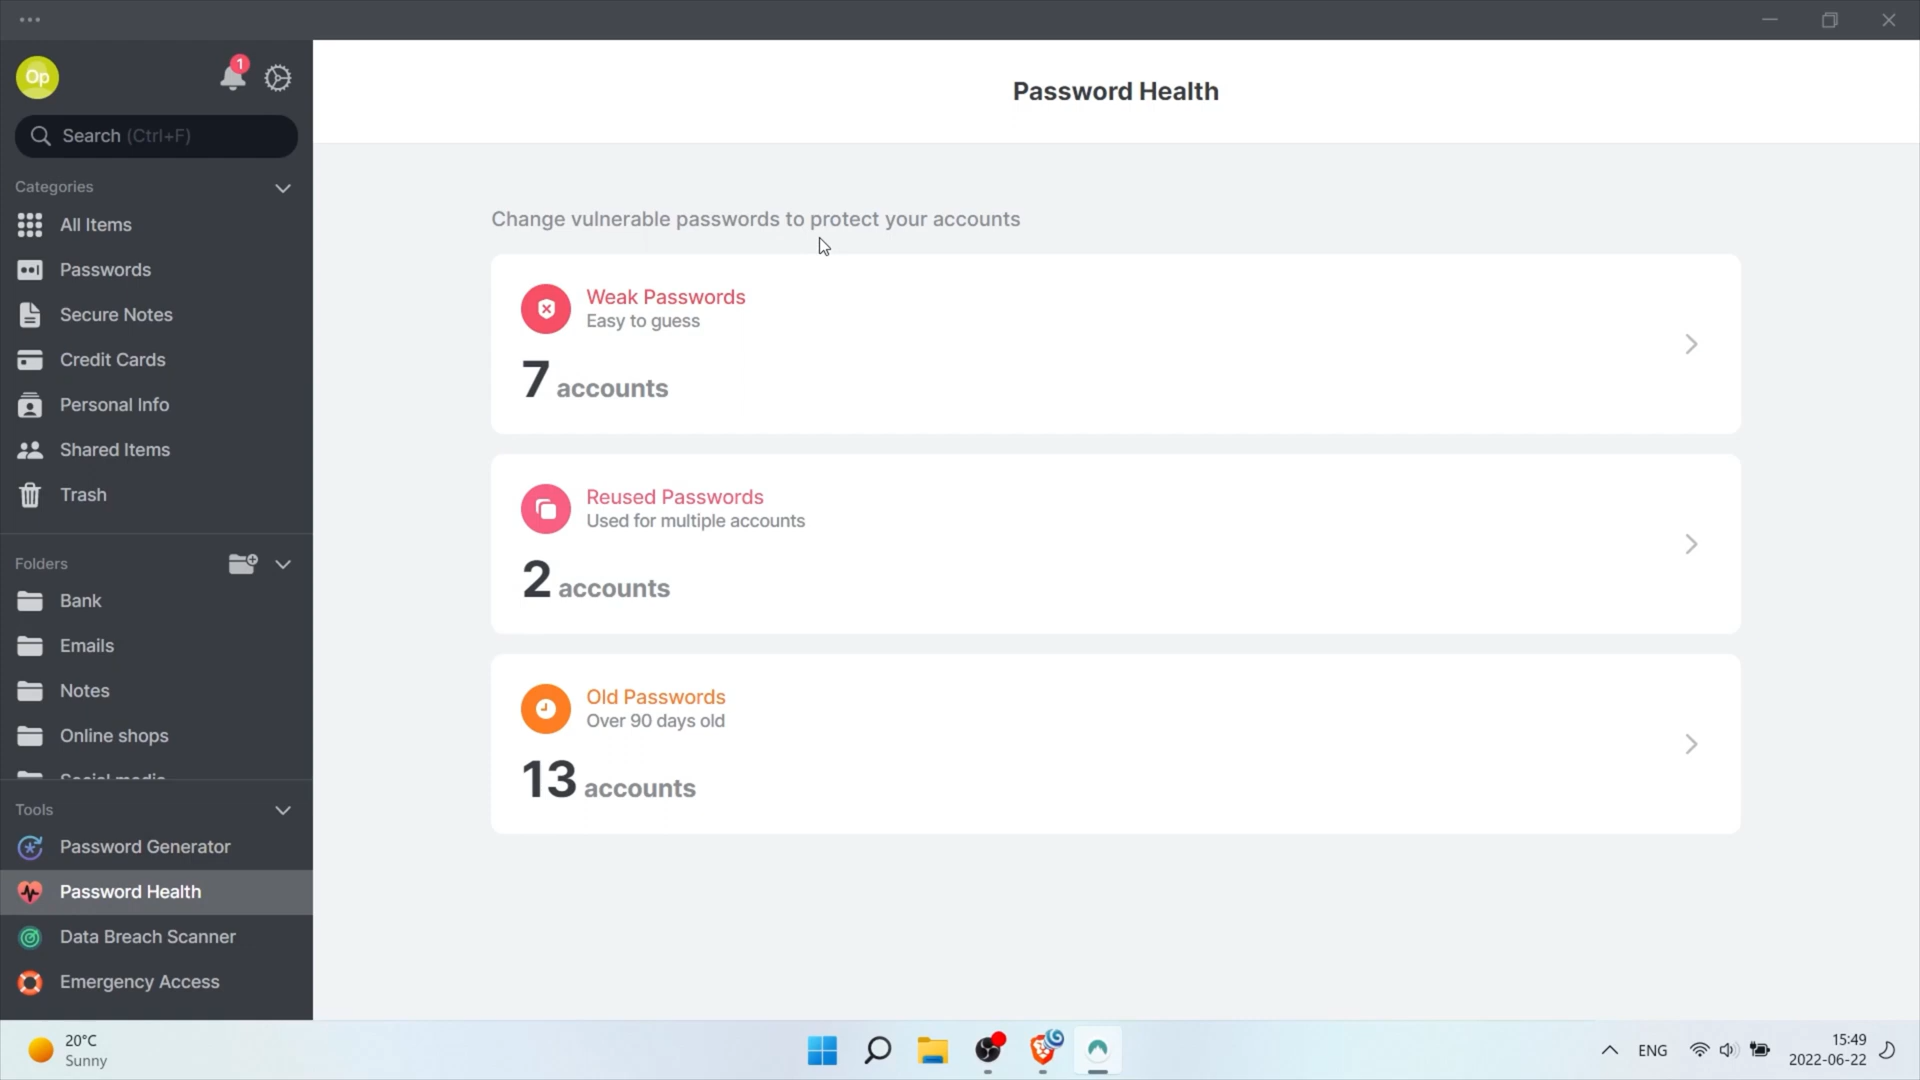 Op
1
Search (Ctrl+F)
Categories
All Items
Passwords
Secure Notes
Credit Cards
Personal Info
Shared Items
Trash
Folders
Bank
Emails
Notes
Online shops
Social media
Tools
Password Generator
Password Health
Data Breach Scanner
Emergency Access
Password Health
Change vulnerable passwords to protect your accounts
Weak Passwords
Easy to guess
7 accounts
Reused Passwords
Used for multiple accounts
2 accounts
Old Passwords
Over 90 days old
13 accounts
20°C
Sunny
ENG
15:49
2022-06-22